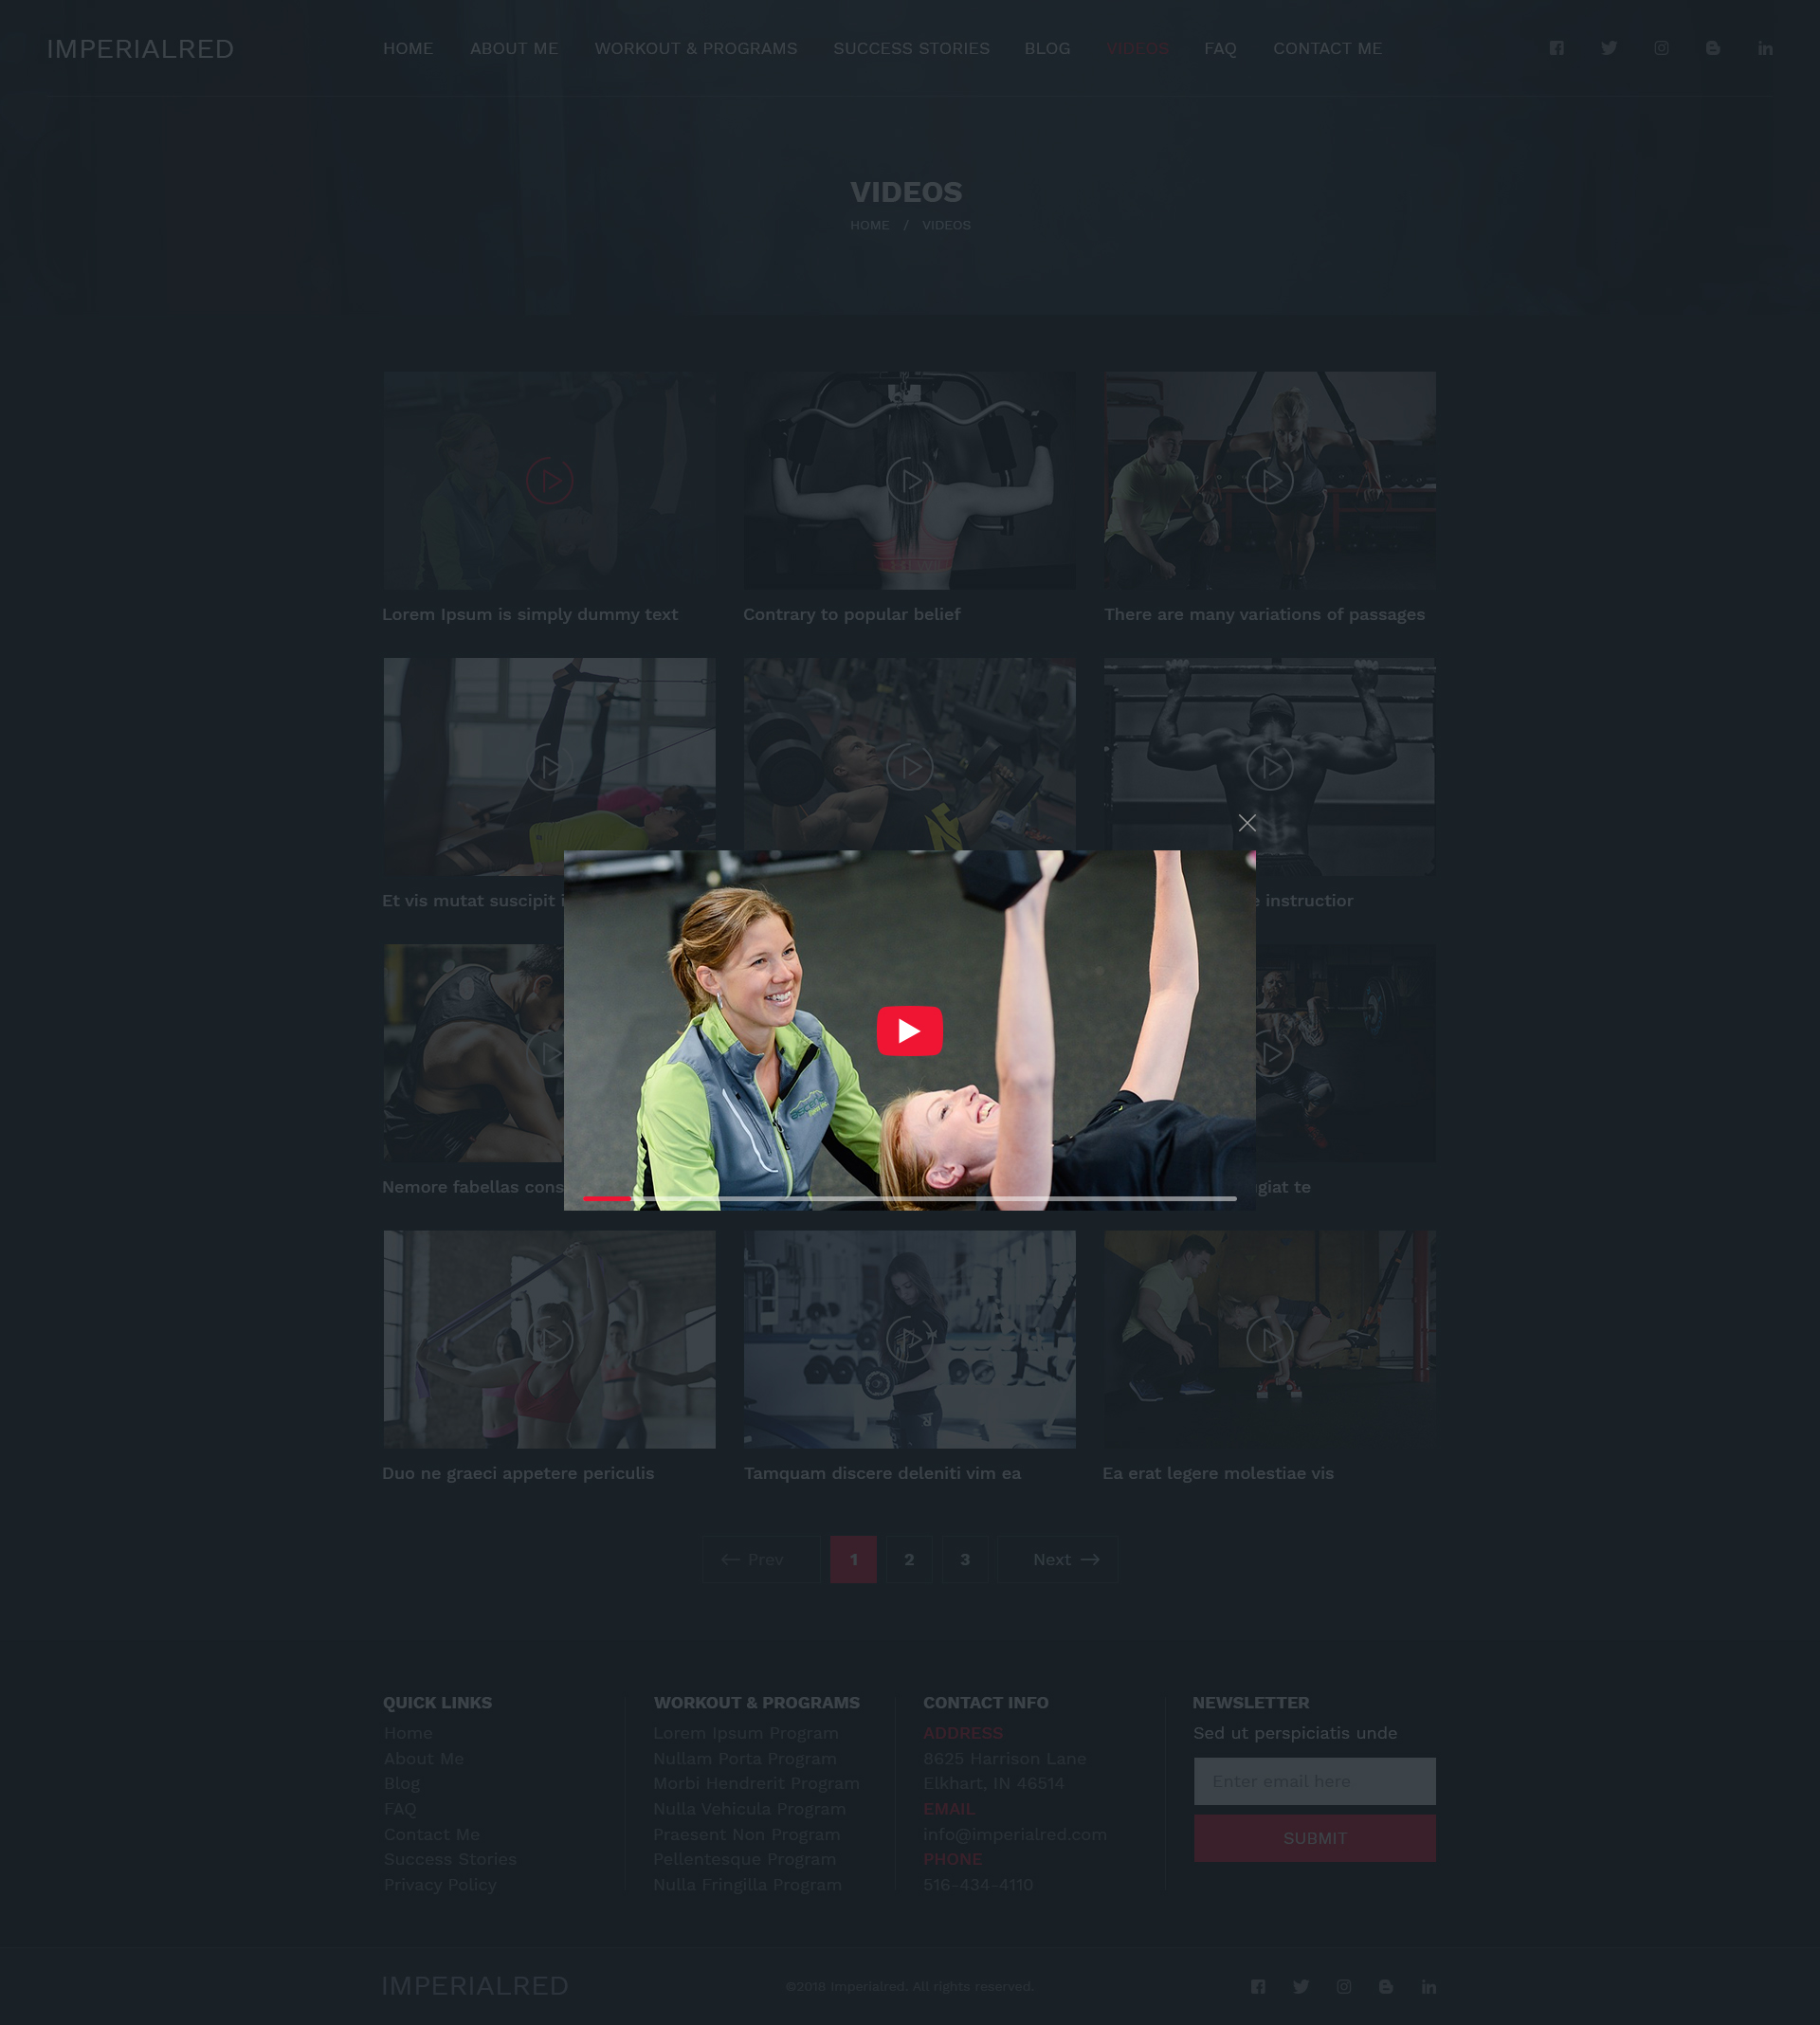 IMPERIALRED
HOME ABOUT ME WORKOUT & PROGRAMS SUCCESS STORIES BLOG VIDEOS FAQ CONTACT ME
VIDEOS
HOME / VIDEOS
Lorem Ipsum is simply dummy text
Contrary to popular belief
There are many variations of passages
Et vis mutat suscipit
instructior
Nemore fabellas
te
Duo ne graeci appetere periculis
Tamquam discere deleniti vim ea
Ea erat legere molestiae vis
Prev 1 2 3 Next
QUICK LINKS
Home
About Me
Blog
FAQ
Contact Me
Success Stories
Privacy Policy
WORKOUT & PROGRAMS
Lorem Ipsum Program
Nullam Porta Program
Morbi Hendrerit Program
Nulla Vehicula Program
Praesent Non Program
Pellentesque Program
Nulla Fringilla Program
CONTACT INFO
ADDRESS
8625 Harrison Lane
Elkhart, IN 46514
EMAIL
info@imperialred.com
PHONE
516-434-4110
NEWSLETTER
Sed ut perspiciatis unde
Enter email here
SUBMIT
IMPERIALRED
©2018 Imperialred. All rights reserved.